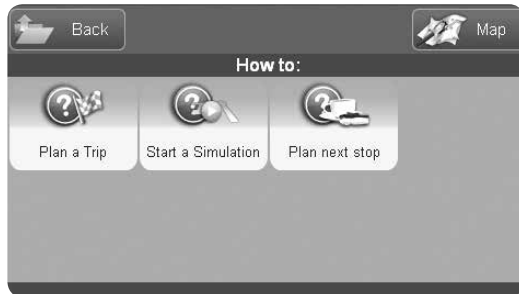 Back
Map
How to:
Plan a Trip
Start a Simulation
Plan next stop